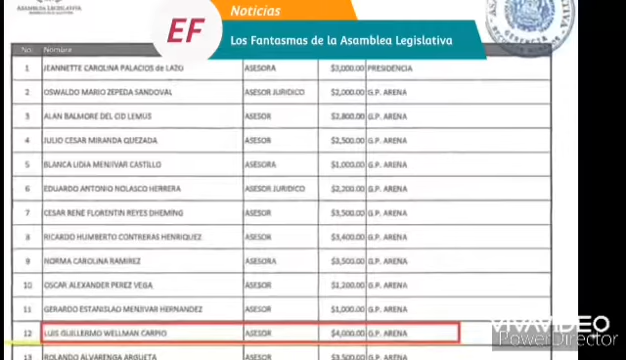 ASAMBLEA LEGISLATIVA
EF
Noticias
Los Fantasmas de la Asamblea Legislativa
No. Nombre
1 JEANNETTE CAROLINA PALACIOS de LAZO ASESORA $3,000.00 PRESIDENCIA
2 OSWALDO MARIO ZEPEDA SANDOVAL ASESOR JURIDICO $2,000.00 G.P. ARENA
3 ALAN BALMORE DEL CID LEMUS ASESOR $2,800.00 G.P. ARENA
4 JULIO CESAR MIRANDA QUEZADA ASESOR $2,500.00 G.P. ARENA
5 BLANCA LIDIA MENJIVAR CASTILLO ASESORA $1,000.00 G.P. ARENA
6 EDUARDO ANTONIO NOLASCO HERRERA ASESOR JURIDICO $2,200.00 G.P. ARENA
7 CESAR RENE FLORENTIN REYES DHEMING ASESOR $3,500.00 G.P. ARENA
8 RICARDO HUMBERTO CONTRERAS HENRIQUEZ ASESOR $3,400.00 G.P. ARENA
9 NORMA CAROLINA RAMIREZ ASESORA $3,500.00 G.P. ARENA
10 OSCAR ALEXANDER PEREZ VEGA ASESOR $1,200.00 G.P. ARENA
11 GERARDO ESTANISLAO MENJIVAR HERNANDEZ ASESOR $1,000.00 G.P. ARENA
12 LUIS GUILLERMO WELLMAN CARPIO ASESOR $4,000.00 G.P. ARENA
13 ROLANDO ALVARENGA ARGUETA ASESOR $3,500.00 G.P. ARENA
VIVAVIDEO
PowerDirector